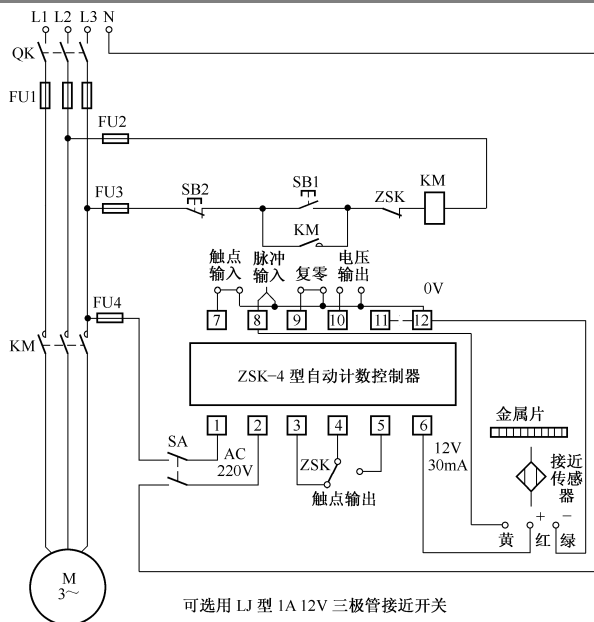 L1 L2 L3 N
QK
FU1
FU2
FU3
SB2
SB1
ZSK
KM
KM
触点
输入
脉冲
输入
复零
电压
输出
0V
FU4
7 8 9 10 11 12
KM
ZSK-4 型自动计数控制器
1 2 3 4 5 6
SA
AC
220V
ZSK
触点输出
12V
30mA
金属片
接近
传感
器
+ −
黄 红 绿
M
3~
可选用 LJ 型 1A 12V 三极管接近开关